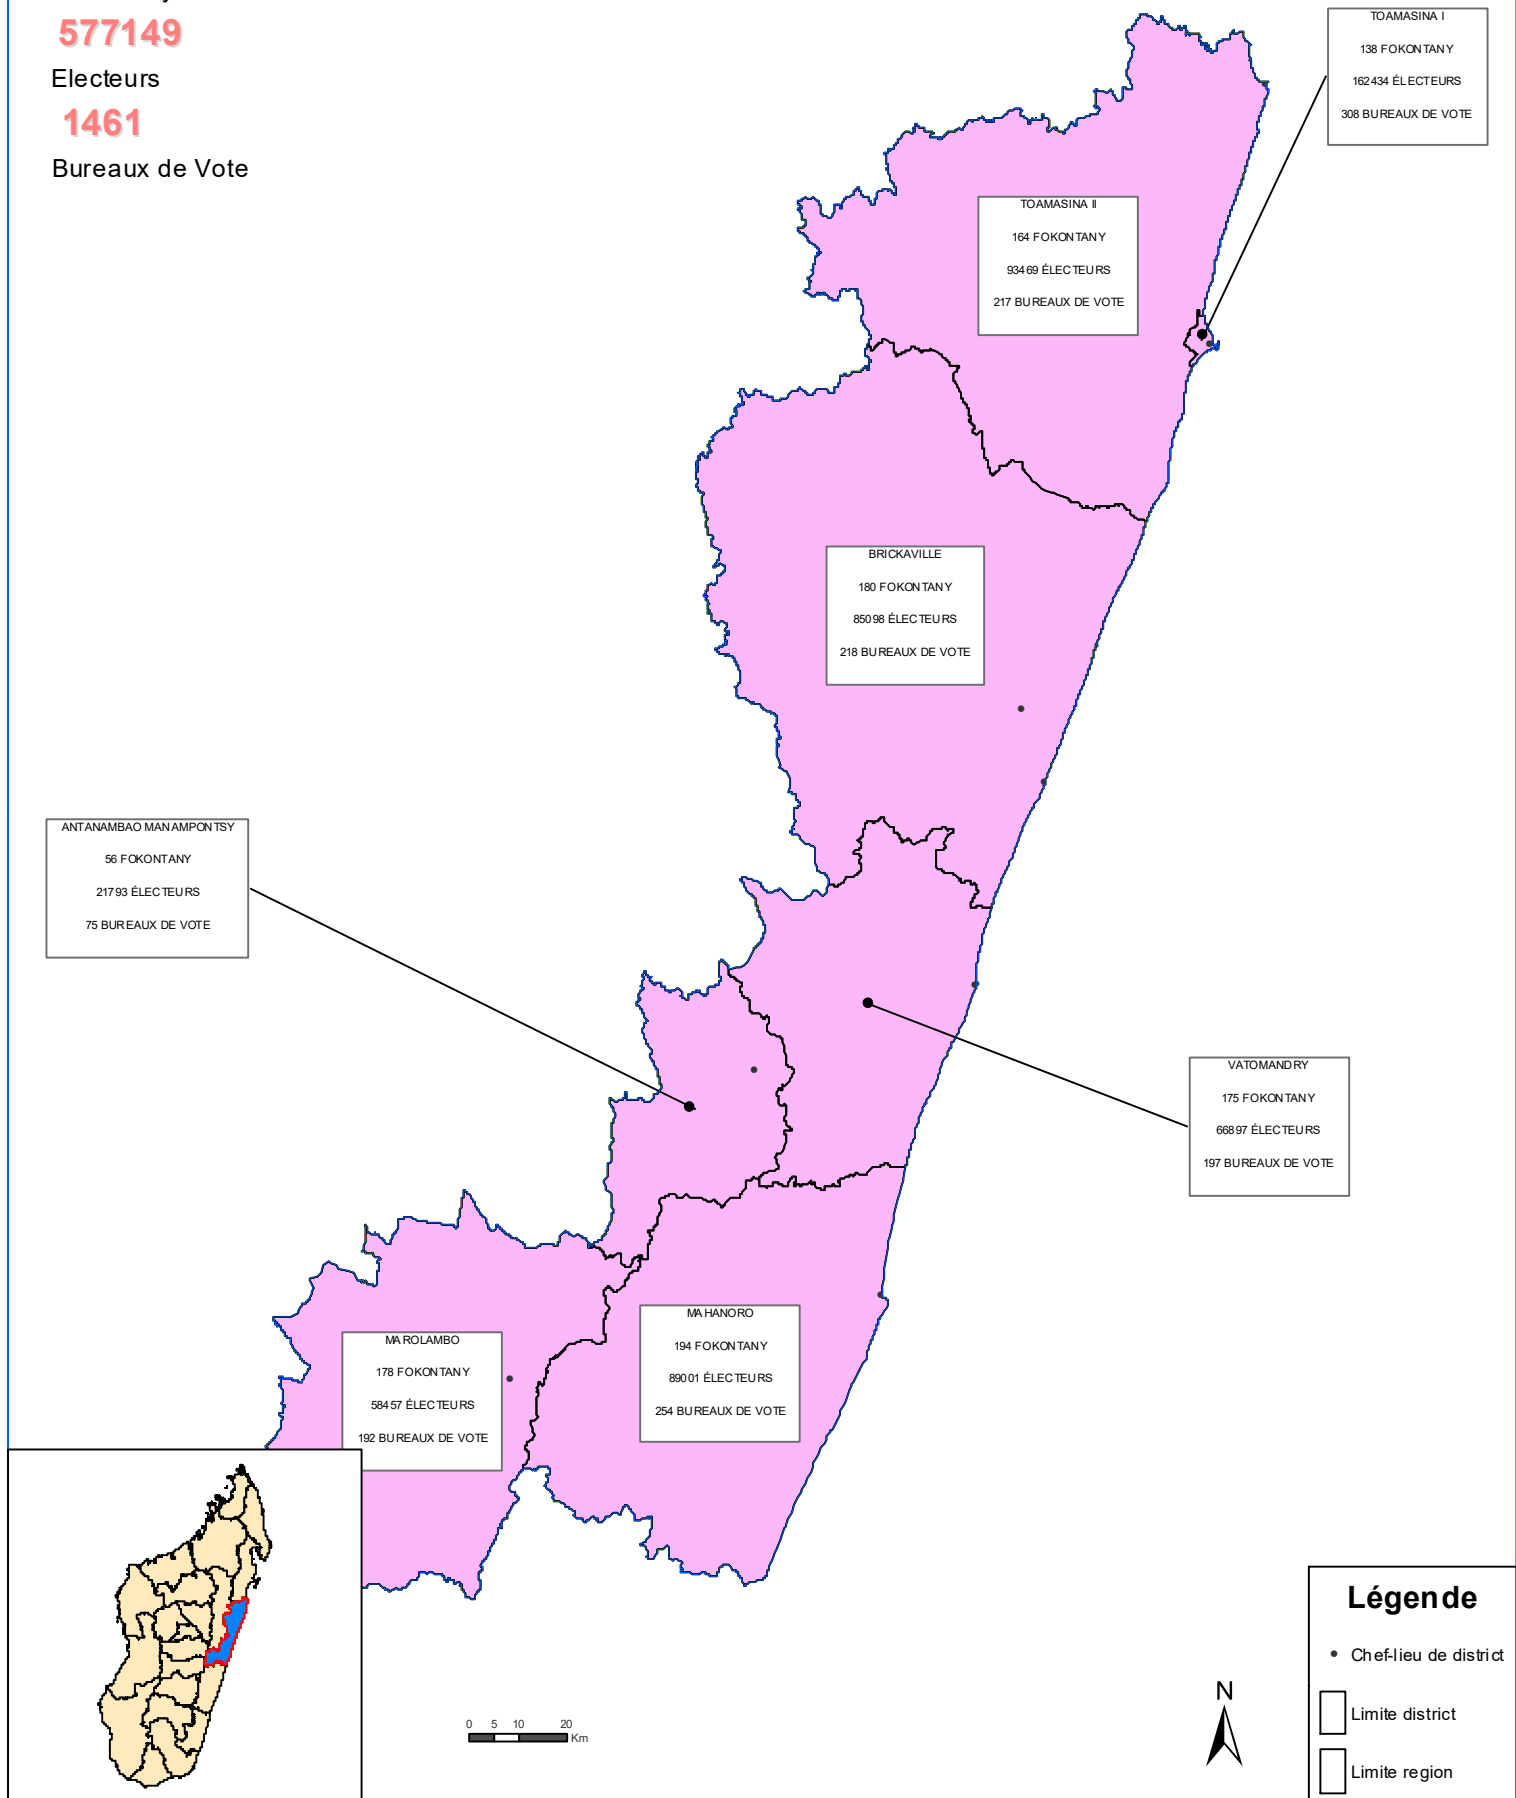 577149
Electeurs
1461
Bureaux de Vote
TOAMASINA I
138 FOKONTANY
162434 ÉLECTEURS
308 BUREAUX DE VOTE
TOAMASINA II
164 FOKONTANY
93469 ÉLECTEURS
217 BUREAUX DE VOTE
BRICKAVILLE
180 FOKONTANY
85098 ÉLECTEURS
218 BUREAUX DE VOTE
ANTANAMBAO MANAMPONTSY
56 FOKONTANY
21793 ÉLECTEURS
75 BUREAUX DE VOTE
VATOMANDRY
175 FOKONTANY
66897 ÉLECTEURS
197 BUREAUX DE VOTE
MAHANORO
194 FOKONTANY
89001 ÉLECTEURS
254 BUREAUX DE VOTE
MAROLAMBO
178 FOKONTANY
58457 ÉLECTEURS
192 BUREAUX DE VOTE
Légende
Chef-lieu de district
Limite district
Limite region
N
0 5 10 20
Km